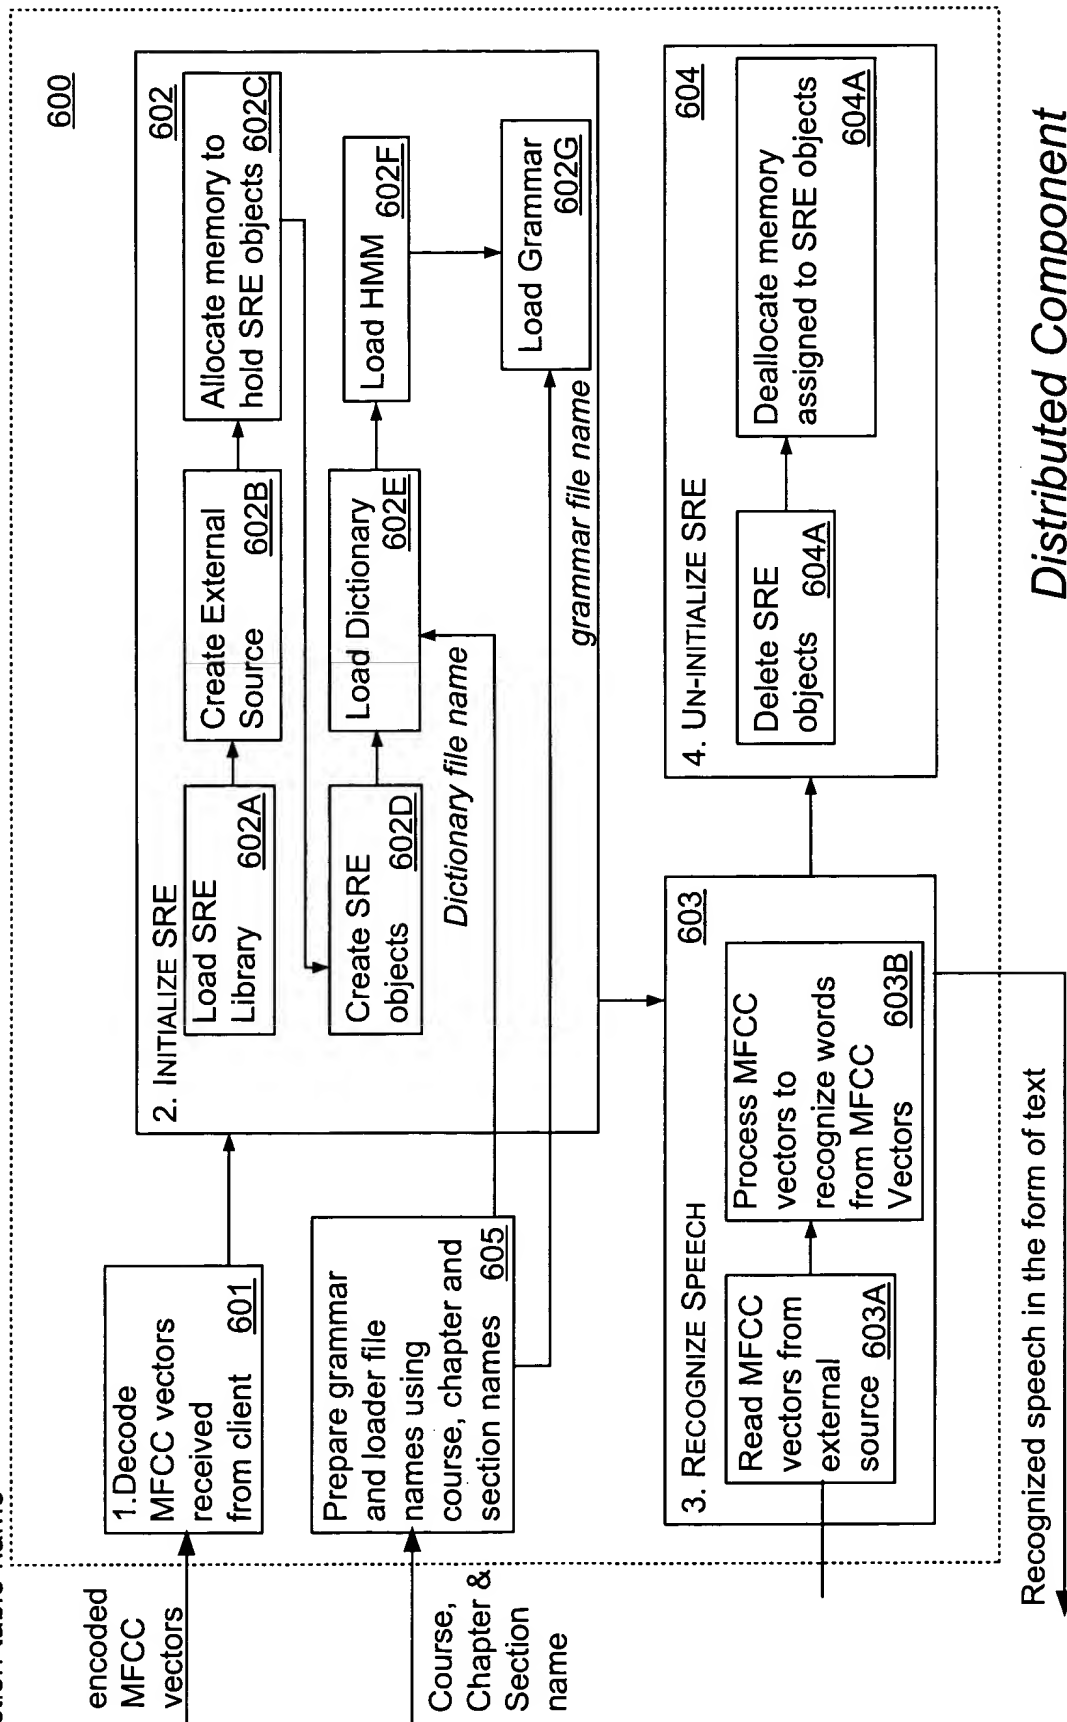 600
encoded
MFCC
vectors
1.Decode
MFCC vectors
received
from client 601
Course,
Chapter &
Section
name
Prepare grammar
and loader file
names using
course, chapter and
section names 605
2. INITIALIZE SRE 602
Load SRE
Library 602A
Create External
Source 602B
Allocate memory to
hold SRE objects 602C
Create SRE
objects 602D
Load Dictionary
602E
Load HMM
602F
Load Grammar
602G
Dictionary file name
grammar file name
3. RECOGNIZE SPEECH 603
Read MFCC
vectors from
external
source 603A
Process MFCC
vectors to
recognize words
from MFCC
Vectors 603B
4. UN-INITIALIZE SRE 604
Delete SRE
objects 604A
Deallocate memory
assigned to SRE objects
604A
Recognized speech in the form of text
Distributed Component